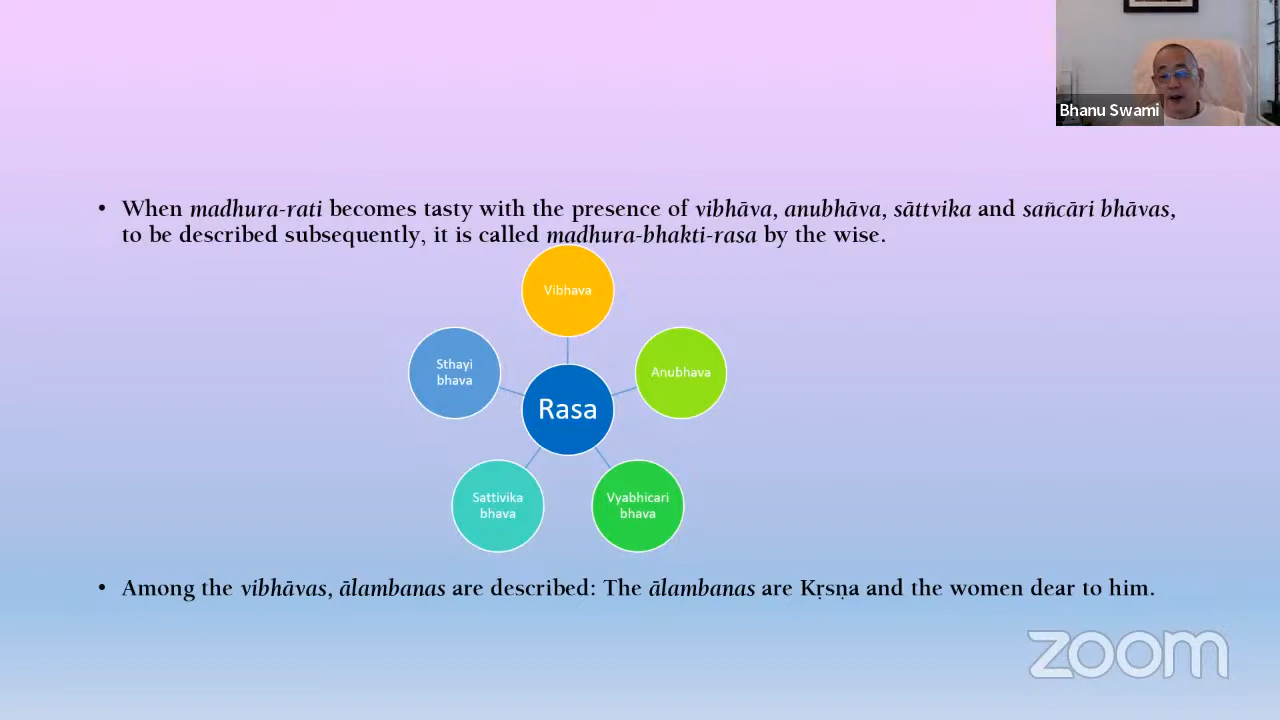 Bhanu Swami
• When madhura-rati becomes tasty with the presence of vibhāva, anubhāva, sāttvika and sañcāri bhāvas,
to be described subsequently, it is called madhura-bhakti-rasa by the wise.
Vibhava
Sthayi
bhava
Anubhava
Rasa
Sattivika
bhava
Vyabhicari
bhava
• Among the vibhāvas, ālambanas are described: The ālambanas are Kṛsṇa and the women dear to him.
zoom